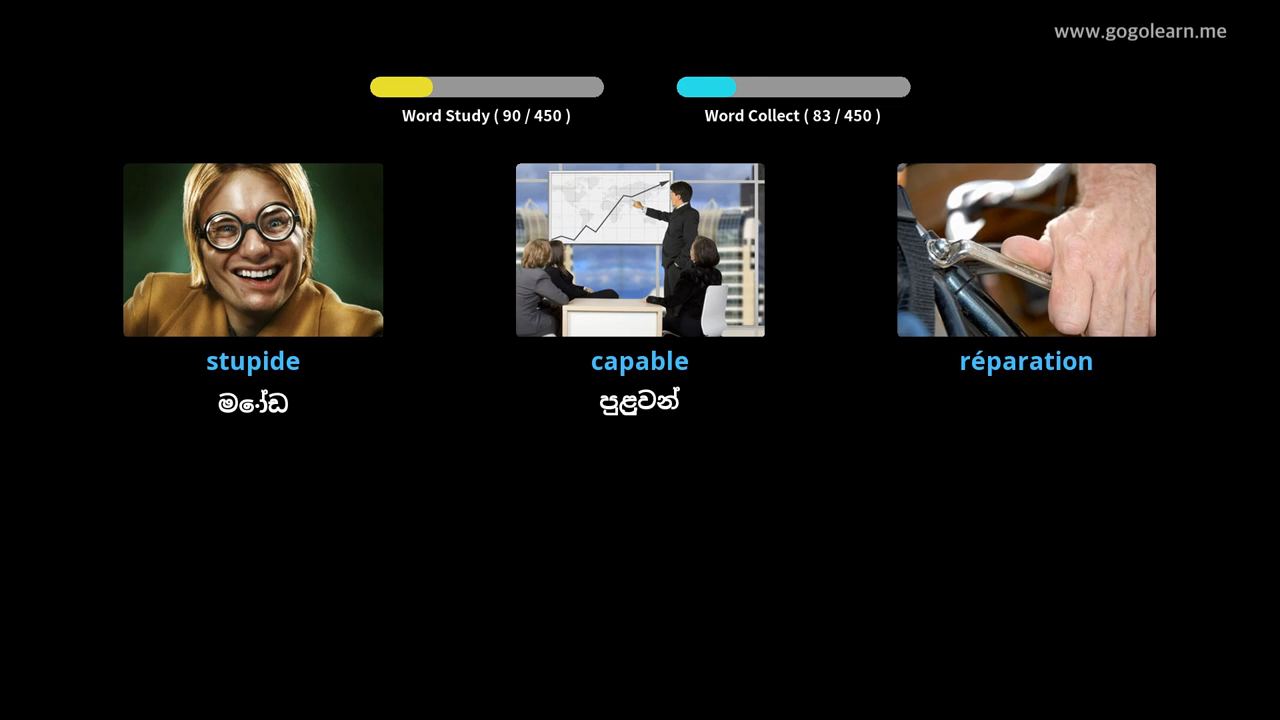 www.gogolearn.me
Word Study ( 90 / 450 )
Word Collect ( 83 / 450 )
stupide
capable
réparation
මෝඩ
පුළුවන්